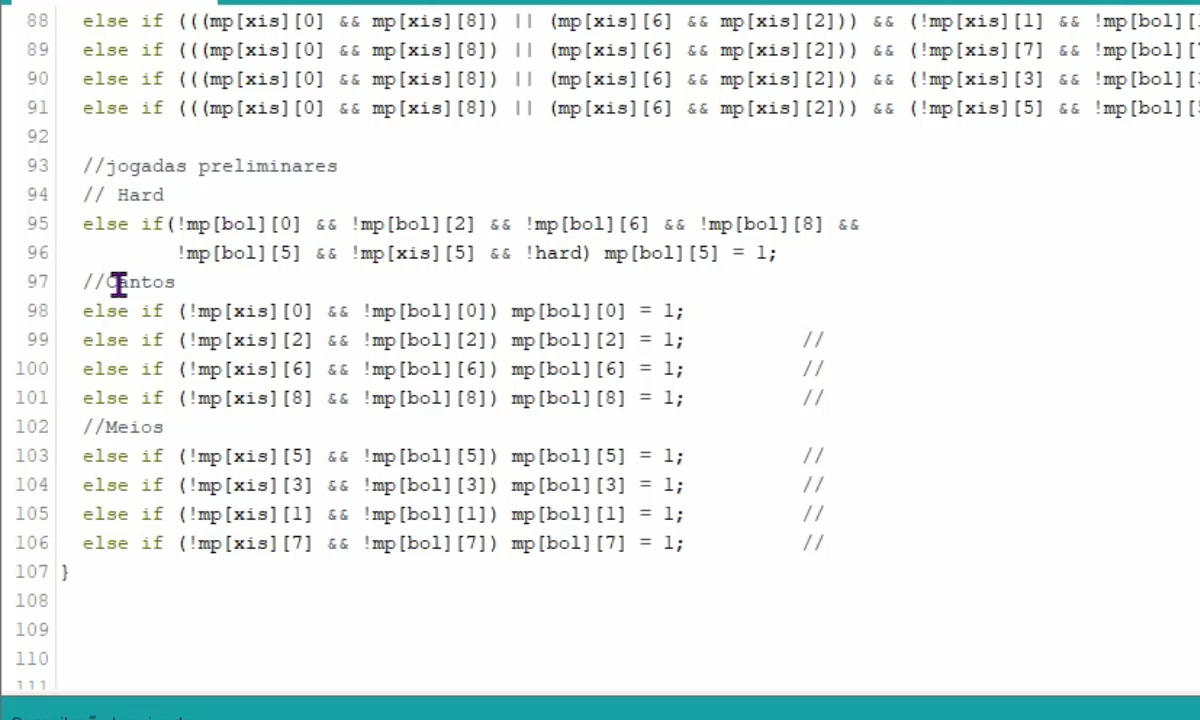 88 else if (((mp[xis][0] && mp[xis][8]) || (mp[xis][6] && mp[xis][2])) && (!mp[xis][1] && !mp[bol][1
89 else if (((mp[xis][0] && mp[xis][8]) || (mp[xis][6] && mp[xis][2])) && (!mp[xis][7] && !mp[bol][7
90 else if (((mp[xis][0] && mp[xis][8]) || (mp[xis][6] && mp[xis][2])) && (!mp[xis][3] && !mp[bol][3
91 else if (((mp[xis][0] && mp[xis][8]) || (mp[xis][6] && mp[xis][2])) && (!mp[xis][5] && !mp[bol][5
92
93 //jogadas preliminares
94 // Hard
95 else if(!mp[bol][0] && !mp[bol][2] && !mp[bol][6] && !mp[bol][8] &&
96 !mp[bol][5] && !mp[xis][5] && !hard) mp[bol][5] = 1;
97 //Cantos
98 else if (!mp[xis][0] && !mp[bol][0]) mp[bol][0] = 1;
99 else if (!mp[xis][2] && !mp[bol][2]) mp[bol][2] = 1; //
100 else if (!mp[xis][6] && !mp[bol][6]) mp[bol][6] = 1; //
101 else if (!mp[xis][8] && !mp[bol][8]) mp[bol][8] = 1; //
102 //Meios
103 else if (!mp[xis][5] && !mp[bol][5]) mp[bol][5] = 1; //
104 else if (!mp[xis][3] && !mp[bol][3]) mp[bol][3] = 1; //
105 else if (!mp[xis][1] && !mp[bol][1]) mp[bol][1] = 1; //
106 else if (!mp[xis][7] && !mp[bol][7]) mp[bol][7] = 1; //
107 }
108
109
110
111